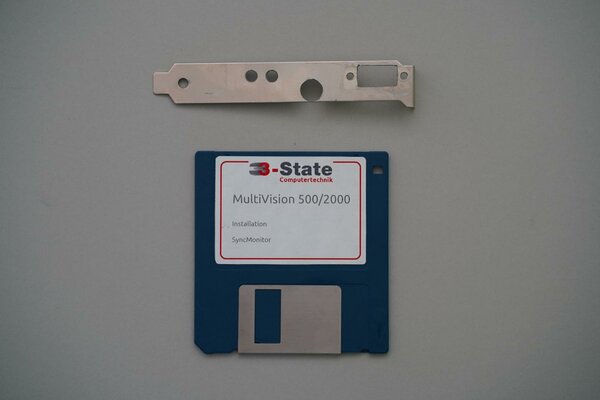 3-State
Computertechnik
MultiVision 500/2000
Installation
SyncMonitor